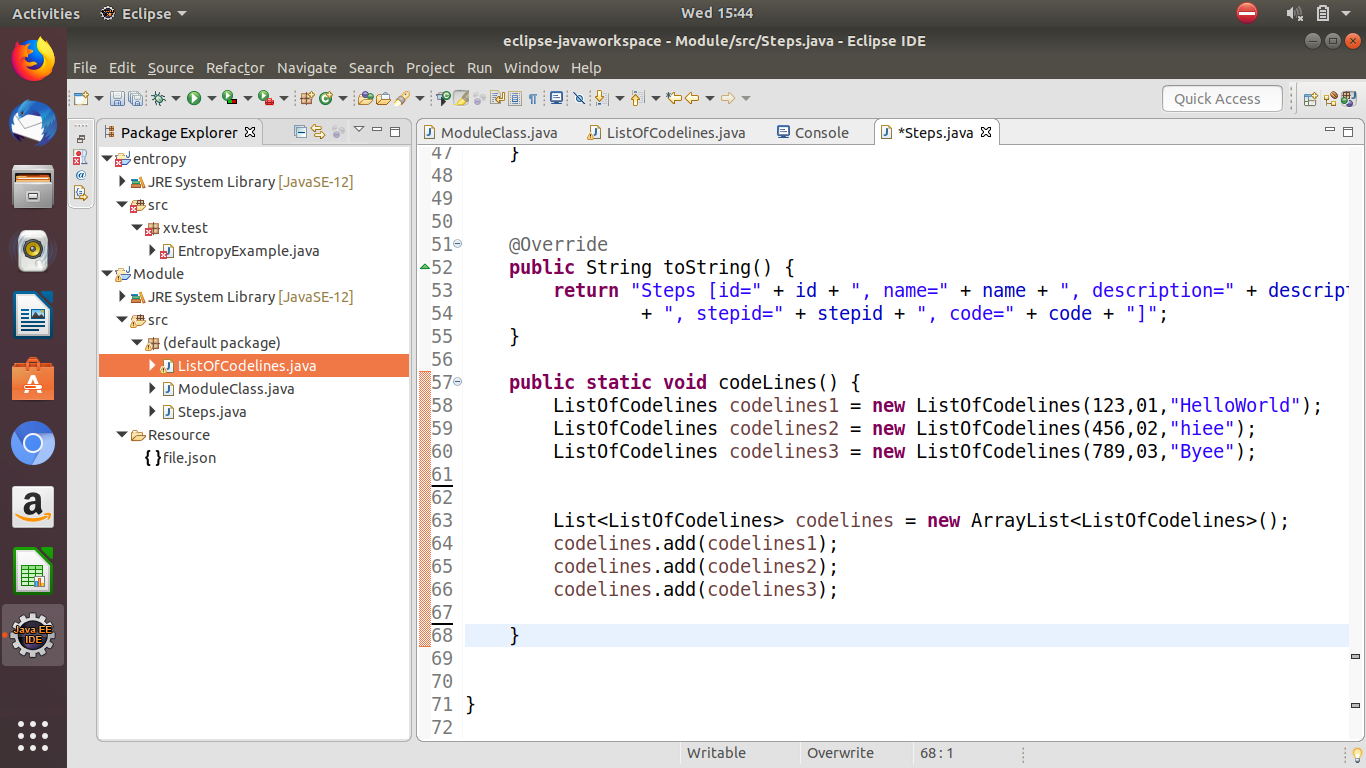 Activities
Eclipse
Wed 15:44
eclipse-javaworkspace - Module/src/Steps.java - Eclipse IDE
File Edit Source Refactor Navigate Search Project Run Window Help
Quick Access
Package Explorer
ModuleClass.java
ListOfCodelines.java
Console
*Steps.java
entropy
JRE System Library [JavaSE-12]
src
xv.test
EntropyExample.java
Module
JRE System Library [JavaSE-12]
src
(default package)
ListOfCodelines.java
ModuleClass.java
Steps.java
Resource
{ } file.json
47 }
48
49
50
51 @Override
52 public String toString() {
53 return "Steps [id=" + id + ", name=" + name + ", description=" + descript
54 + ", stepid=" + stepid + ", code=" + code + "]";
55 }
56
57 public static void codeLines() {
58 ListOfCodelines codelines1 = new ListOfCodelines(123,01,"HelloWorld");
59 ListOfCodelines codelines2 = new ListOfCodelines(456,02,"hiee");
60 ListOfCodelines codelines3 = new ListOfCodelines(789,03,"Byee");
61
62
63 List<ListOfCodelines> codelines = new ArrayList<ListOfCodelines>();
64 codelines.add(codelines1);
65 codelines.add(codelines2);
66 codelines.add(codelines3);
67
68 }
69
70
71 }
72
Java EE
IDE
Writable
Overwrite
68 : 1